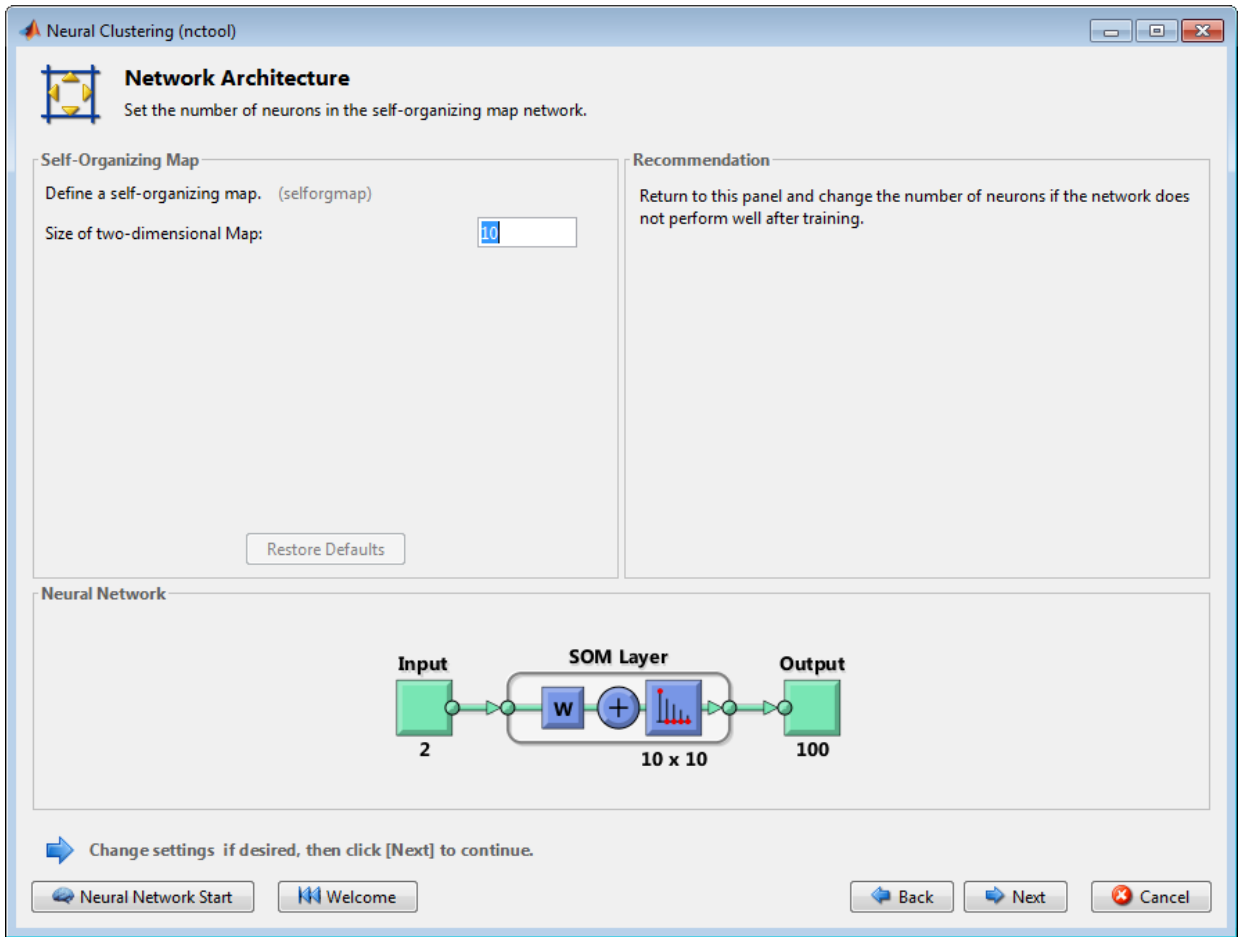 Neural Clustering (nctool)
Network Architecture
Set the number of neurons in the self-organizing map network.
Self-Organizing Map
Define a self-organizing map. (selforgmap)
Size of two-dimensional Map: 10
Restore Defaults
Recommendation
Return to this panel and change the number of neurons if the network does
not perform well after training.
Neural Network
Input
SOM Layer
Output
W
+
2
10 x 10
100
Change settings if desired, then click [Next] to continue.
Neural Network Start
Welcome
Back
Next
Cancel